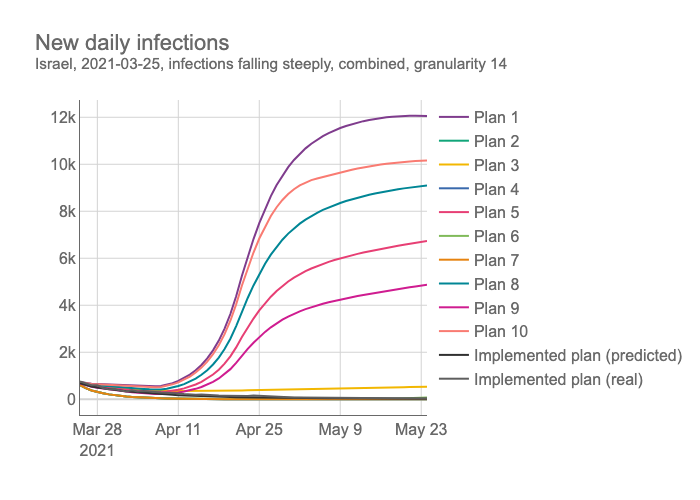 New daily infections
Israel, 2021-03-25, infections falling steeply, combined, granularity 14
12k
10k
8k
6k
4k
2k
0
Mar 28
2021
Apr 11
Apr 25
May 9
May 23
Plan 1
Plan 2
Plan 3
Plan 4
Plan 5
Plan 6
Plan 7
Plan 8
Plan 9
Plan 10
Implemented plan (predicted)
Implemented plan (real)